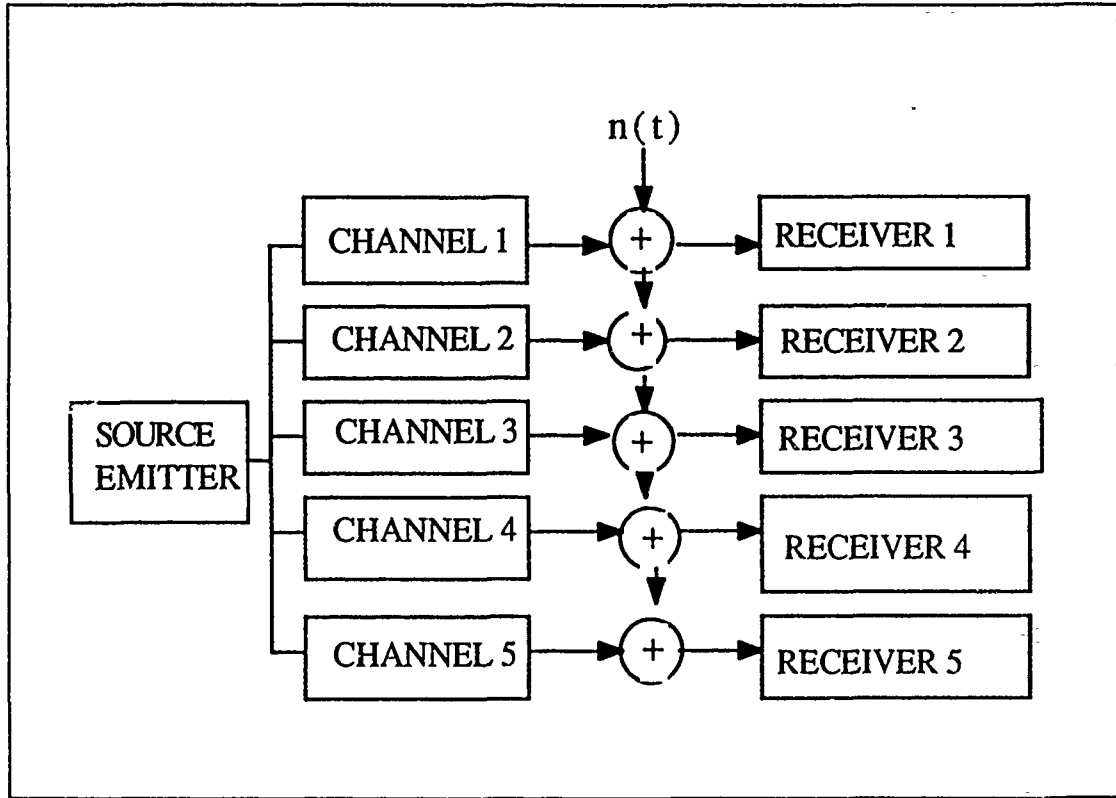 n(t)
CHANNEL 1
+
RECEIVER 1
CHANNEL 2
+
RECEIVER 2
SOURCE
EMITTER
CHANNEL 3
+
RECEIVER 3
CHANNEL 4
+
RECEIVER 4
CHANNEL 5
+
RECEIVER 5